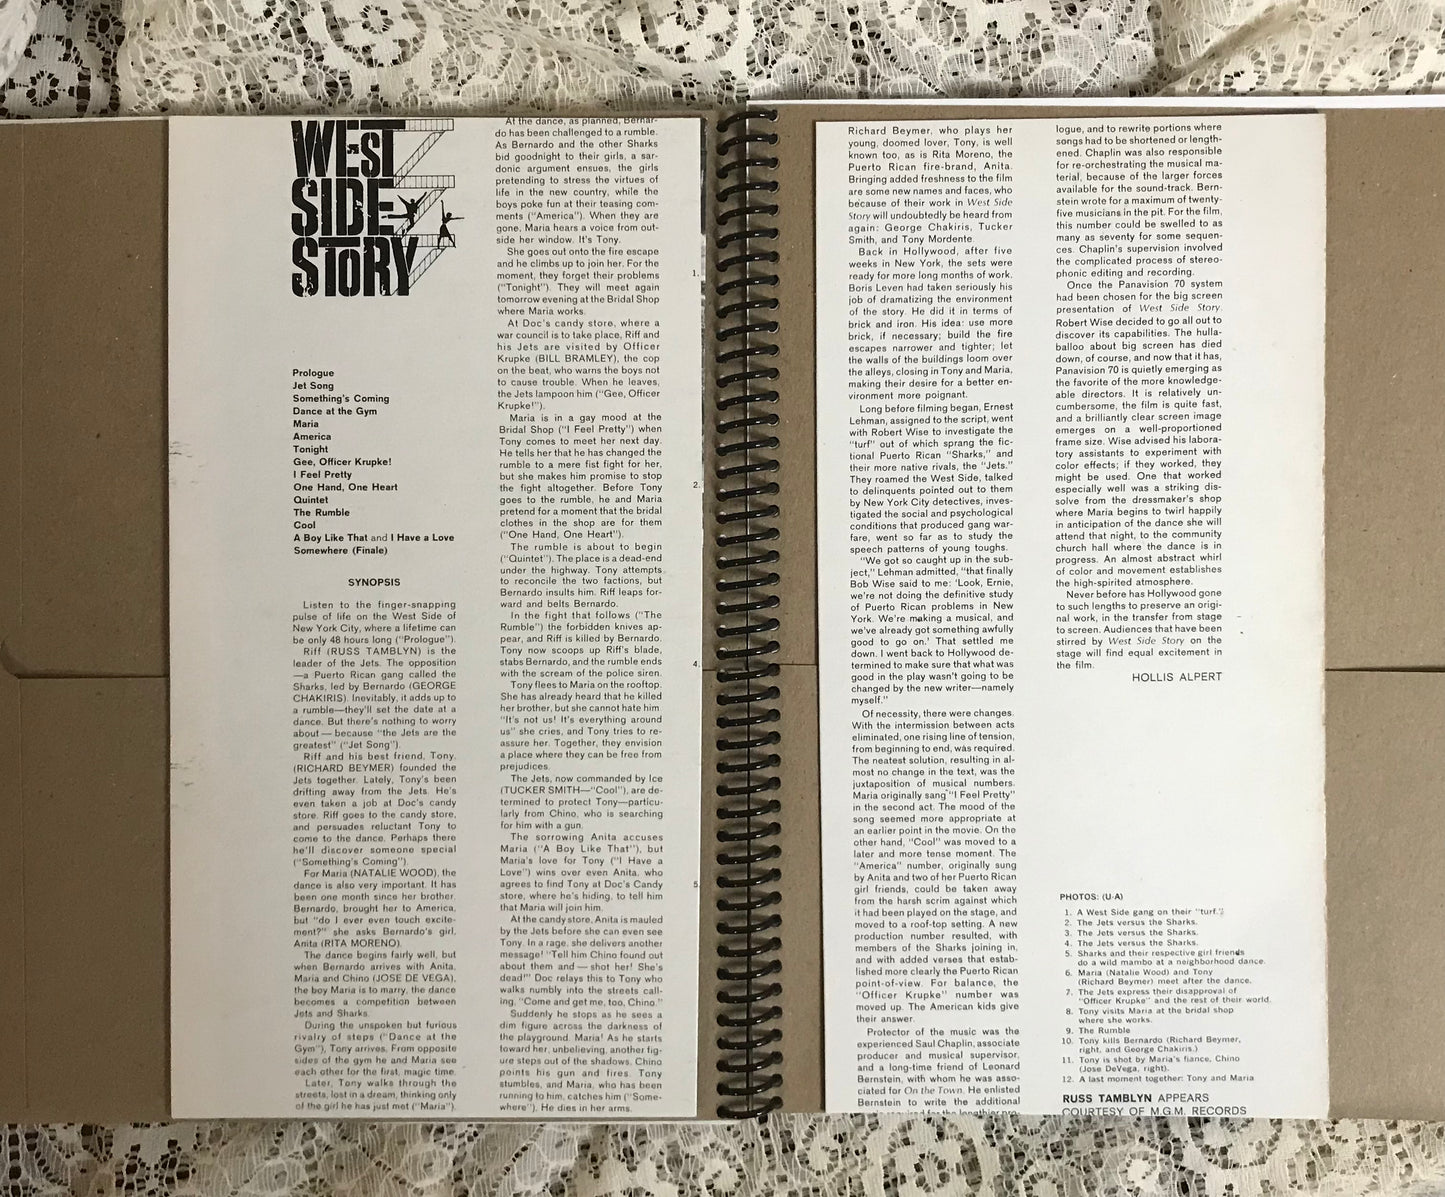 WEST
SIDE
STORY
Prologue
Jet Song
Something's Coming
Dance at the Gym
Maria
America
Tonight
Gee, Officer Krupke!
I Feel Pretty
One Hand, One Heart
Quintet
The Rumble
Cool
A Boy Like That and I Have a Love
Somewhere (Finale)
SYNOPSIS
Listen to the finger-snapping
pulse of life on the West Side of
New York City, where a lifetime can
be only 48 hours long ("Prologue").
Riff (RUSS TAMBLYN) is the
leader of the Jets. The opposition
—a Puerto Rican gang called the
Sharks, led by Bernardo (GEORGE
CHAKIRIS). Inevitably, it adds up to
a rumble—they'll set the date at a
dance. But there's nothing to worry
about — because "the Jets are the
greatest" ("Jet Song").
Riff and his best friend, Tony,
(RICHARD BEYMER) founded the
Jets together. Lately, Tony's been
drifting away from the Jets. He's
even taken a job at Doc's candy
store. Riff goes to the candy store,
and persuades reluctant Tony to
come to the dance. Perhaps there
he'll discover someone special
("Something's Coming").
For Maria (NATALIE WOOD), the
dance is also very important. It has
been one month since her brother,
Bernardo, brought her to America,
but "do I ever even touch excite-
ment?" she asks Bernardo's girl,
Anita (RITA MORENO).
The dance begins fairly well, but
when Bernardo arrives with Anita,
Maria and Chino (JOSE DE VEGA),
the boy Maria is to marry, the dance
becomes a competition between
Jets and Sharks.
During the unspoken but furious
rivalry of steps ("Dance at the
Gym"), Tony arrives. From opposite
sides of the gym he and Maria see
each other for the first, magic time.
Later, Tony walks through the
streets, lost in a dream, thinking only
of the girl he has just met ("Maria").
At the dance, as planned, Bernar-
do has been challenged to a rumble.
As Bernardo and the other Sharks
bid goodnight to their girls, a sar-
donic argument ensues, the girls
pretending to stress the virtues of
life in the new country, while the
boys poke fun at their teasing com-
ments ("America"). When they are
gone, Maria hears a voice from out-
side her window. It's Tony.
She goes out onto the fire escape
and he climbs up to join her. For the
moment, they forget their problems
("Tonight"). They will meet again
tomorrow evening at the Bridal Shop
where Maria works.
At Doc's candy store, where a
war council is to take place, Riff and
his Jets are visited by Officer
Krupke (BILL BRAMLEY), the cop
on the beat, who warns the boys not
to cause trouble. When he leaves,
the Jets lampoon him ("Gee, Officer
Krupke!").
Maria is in a gay mood at the
Bridal Shop ("I Feel Pretty") when
Tony comes to meet her next day.
He tells her that he has changed the
rumble to a mere fist fight for her,
but she makes him promise to stop
the fight altogether. Before Tony
goes to the rumble, he and Maria
pretend for a moment that the bridal
clothes in the shop are for them
("One Hand, One Heart").
The rumble is about to begin
("Quintet"). The place is a dead-end
under the highway. Tony attempts
to reconcile the two factions, but
Bernardo insults him. Riff leaps for-
ward and belts Bernardo.
In the fight that follows ("The
Rumble") the forbidden knives ap-
pear, and Riff is killed by Bernardo.
Tony now scoops up Riff's blade,
stabs Bernardo, and the rumble ends
with the scream of the police siren.
Tony flees to Maria on the rooftop.
She has already heard that he killed
her brother, but she cannot hate him.
"It's not us! It's everything around
us" she cries, and Tony tries to re-
assure her. Together, they envision
a place where they can be free from
prejudices.
The Jets, now commanded by Ice
(TUCKER SMITH—"Cool"), are de-
termined to protect Tony—particu-
larly from Chino, who is searching
for him with a gun.
The sorrowing Anita accuses
Maria ("A Boy Like That"), but
Maria's love for Tony ("I Have a
Love") wins over even Anita, who
agrees to find Tony at Doc's Candy
store, where he's hiding, to tell him
that Maria will join him.
At the candy store, Anita is mauled
by the Jets before she can even see
Tony. In a rage, she delivers another
message! "Tell him Chino found out
about them and — shot her! She's
dead!" Doc relays this to Tony who
walks numbly into the streets call-
ing, "Come and get me, too, Chino."
Suddenly he stops as he sees a
dim figure across the darkness of
the playground. Maria! As he starts
toward her, unbelieving, another fig-
ure steps out of the shadows. Chino
points his gun and fires. Tony
stumbles, and Maria, who has been
running to him, catches him ("Some-
where"). He dies in her arms.
1.
2.
4.
5.
Richard Beymer, who plays her
young, doomed lover, Tony, is well
known too, as is Rita Moreno, the
Puerto Rican fire-brand, Anita.
Bringing added freshness to the film
are some new names and faces, who
because of their work in West Side
Story will undoubtedly be heard from
again: George Chakiris, Tucker
Smith, and Tony Mordente.
Back in Hollywood, after five
weeks in New York, the sets were
ready for more long months of work.
Boris Leven had taken seriously his
job of dramatizing the environment
of the story. He did it in terms of
brick and iron. His idea: use more
brick, if necessary; build the fire
escapes narrower and tighter; let
the walls of the buildings loom over
the alleys, closing in Tony and Maria,
making their desire for a better en-
vironment more poignant.
Long before filming began, Ernest
Lehman, assigned to the script, went
with Robert Wise to investigate the
"turf" out of which sprang the fic-
tional Puerto Rican "Sharks," and
their more native rivals, the "Jets."
They roamed the West Side, talked
to delinquents pointed out to them
by New York City detectives, inves-
tigated the social and psychological
conditions that produced gang war-
fare, went so far as to study the
speech patterns of young toughs.
"We got so caught up in the sub-
ject," Lehman admitted, "that finally
Bob Wise said to me: 'Look, Ernie,
we're not doing the definitive study
of Puerto Rican problems in New
York. We're making a musical, and
we've already got something awfully
good to go on.' That settled me
down. I went back to Hollywood de-
termined to make sure that what was
good in the play wasn't going to be
changed by the new writer—namely
myself."
Of necessity, there were changes.
With the intermission between acts
eliminated, one rising line of tension,
from beginning to end, was required.
The neatest solution, resulting in al-
most no change in the text, was the
juxtaposition of musical numbers.
Maria originally sang "I Feel Pretty"
in the second act. The mood of the
song seemed more appropriate at
an earlier point in the movie. On the
other hand, "Cool" was moved to a
later and more tense moment. The
"America" number, originally sung
by Anita and two of her Puerto Rican
girl friends, could be taken away
from the harsh scrim against which
it had been played on the stage, and
moved to a roof-top setting. A new
production number resulted, with
members of the Sharks joining in,
and with added verses that estab-
lished more clearly the Puerto Rican
point-of-view. For balance, the
"Officer Krupke" number was
moved up. The American kids give
their answer.
Protector of the music was the
experienced Saul Chaplin, associate
producer and musical supervisor,
and a long-time friend of Leonard
Bernstein, with whom he was asso-
ciated for On the Town. He enlisted
Bernstein to write the additional
for the lengthier pro-
logue, and to rewrite portions where
songs had to be shortened or length-
ened. Chaplin was also responsible
for re-orchestrating the musical ma-
terial, because of the larger forces
available for the sound-track. Bern-
stein wrote for a maximum of twenty-
five musicians in the pit. For the film,
this number could be swelled to as
many as seventy for some sequen-
ces. Chaplin's supervision involved
the complicated process of stereo-
phonic editing and recording.
Once the Panavision 70 system
had been chosen for the big screen
presentation of West Side Story.
Robert Wise decided to go all out to
discover its capabilities. The hulla-
balloo about big screen has died
down, of course, and now that it has,
Panavision 70 is quietly emerging as
the favorite of the more knowledge-
able directors. It is relatively un-
cumbersome, the film is quite fast,
and a brilliantly clear screen image
emerges on a well-proportioned
frame size. Wise advised his labora-
tory assistants to experiment with
color effects; if they worked, they
might be used. One that worked
especially well was a striking dis-
solve from the dressmaker's shop
where Maria begins to twirl happily
in anticipation of the dance she will
attend that night, to the community
church hall where the dance is in
progress. An almost abstract whirl
of color and movement establishes
the high-spirited atmosphere.
Never before has Hollywood gone
to such lengths to preserve an origi-
nal work, in the transfer from stage
to screen. Audiences that have been
stirred by West Side Story on the
stage will find equal excitement in
the film.
HOLLIS ALPERT
PHOTOS: (U-A)
1. A West Side gang on their "turf."
2. The Jets versus the Sharks.
3. The Jets versus the Sharks.
4. The Jets versus the Sharks.
5. Sharks and their respective girl friends
do a wild mambo at a neighborhood dance.
6. Maria (Natalie Wood) and Tony
(Richard Beymer) meet after the dance.
7. The Jets express their disapproval of
"Officer Krupke" and the rest of their world.
8. Tony visits Maria at the bridal shop
where she works.
9. The Rumble
10. Tony kills Bernardo (Richard Beymer,
right, and George Chakiris.)
11. Tony is shot by Maria's fiance, Chino
(Jose DeVega, right).
12. A last moment together: Tony and Maria
RUSS TAMBLYN APPEARS
COURTESY OF M.G.M. RECORDS